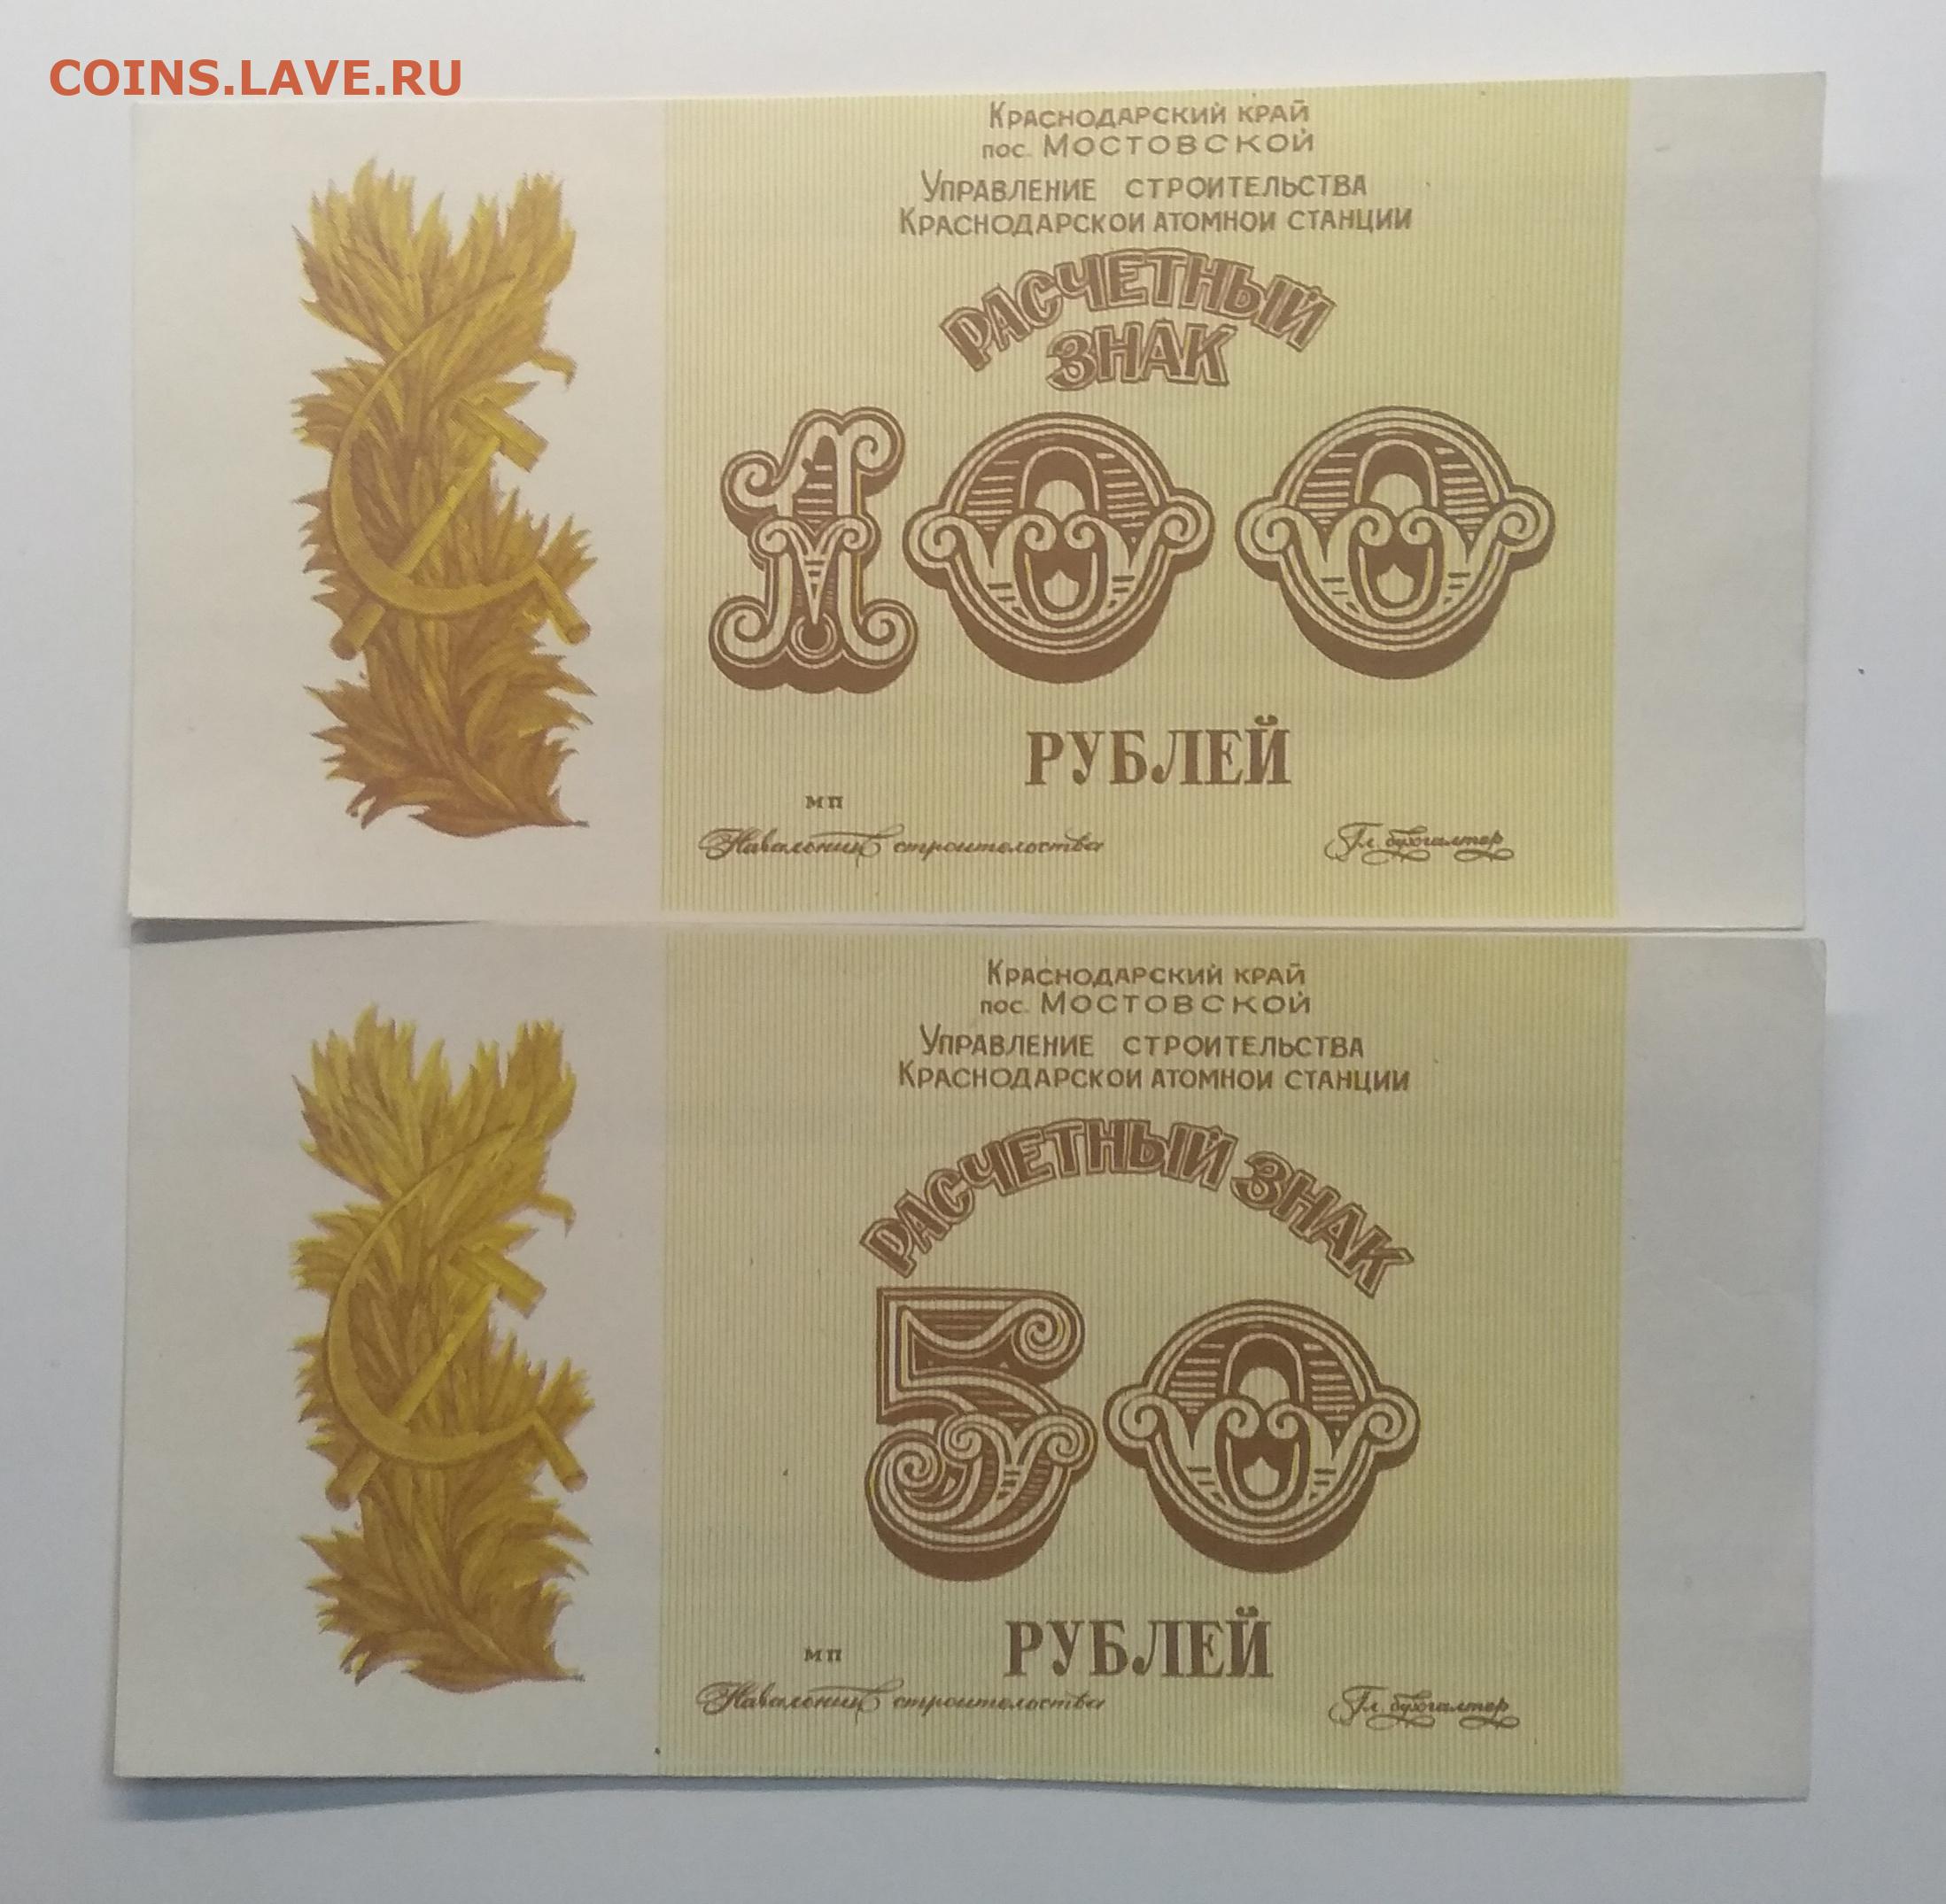 COINS.LAVE.RU
Краснодарский край
пос. Мостовской
Управление строительства
Краснодарской атомной станции
РАСЧЕТНЫЙ
ЗНАК
100
РУБЛЕЙ
МП
Начальник строительства
Гл. бухгалтер
Краснодарский край
пос. Мостовской
Управление строительства
Краснодарской атомной станции
РАСЧЕТНЫЙ ЗНАК
50
РУБЛЕЙ
МП
Начальник строительства
Гл. бухгалтер